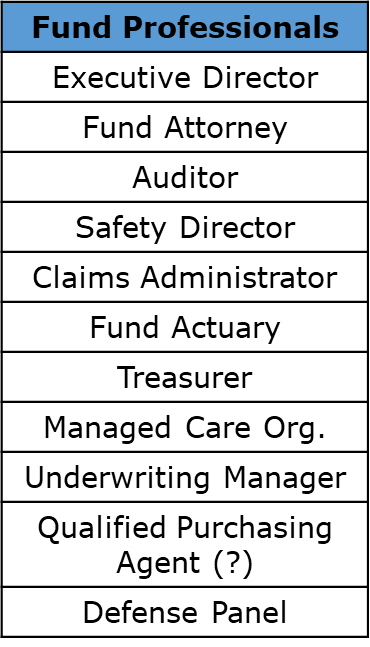 Fund Professionals
Executive Director
Fund Attorney
Auditor
Safety Director
Claims Administrator
Fund Actuary
Treasurer
Managed Care Org.
Underwriting Manager
Qualified Purchasing
Agent (?)
Defense Panel